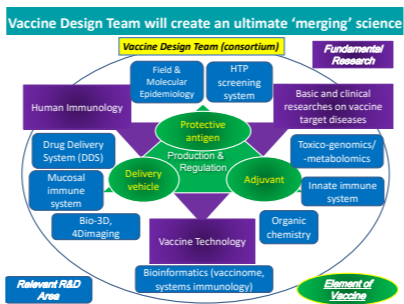 Vaccine Design Team will create an ultimate 'merging' science
Vaccine Design Team (consortium)
Fundamental
Research
Field &
Molecular
Epidemiology
HTP
screening
system
Human Immunology
Basic and clinical
researches on vaccine
target diseases
Protective
antigen
Drug Delivery
System (DDS)
Production &
Regulation
Toxico-genomics/
-metabolomics
Mucosal
immune
system
Delivery
vehicle
Adjuvant
Innate immune
system
Bio-3D,
4Dimaging
Organic
chemistry
Vaccine Technology
Bioinformatics (vaccinome,
systems immunology)
Relevant R&D
Area
Element of
Vaccine